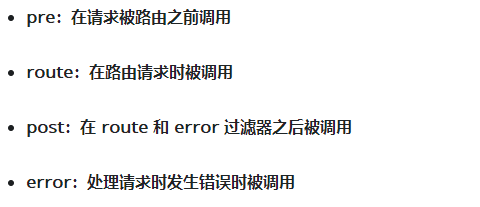 • pre：在请求被路由之前调用
• route：在路由请求时被调用
• post：在 route 和 error 过滤器之后被调用
• error：处理请求时发生错误时被调用